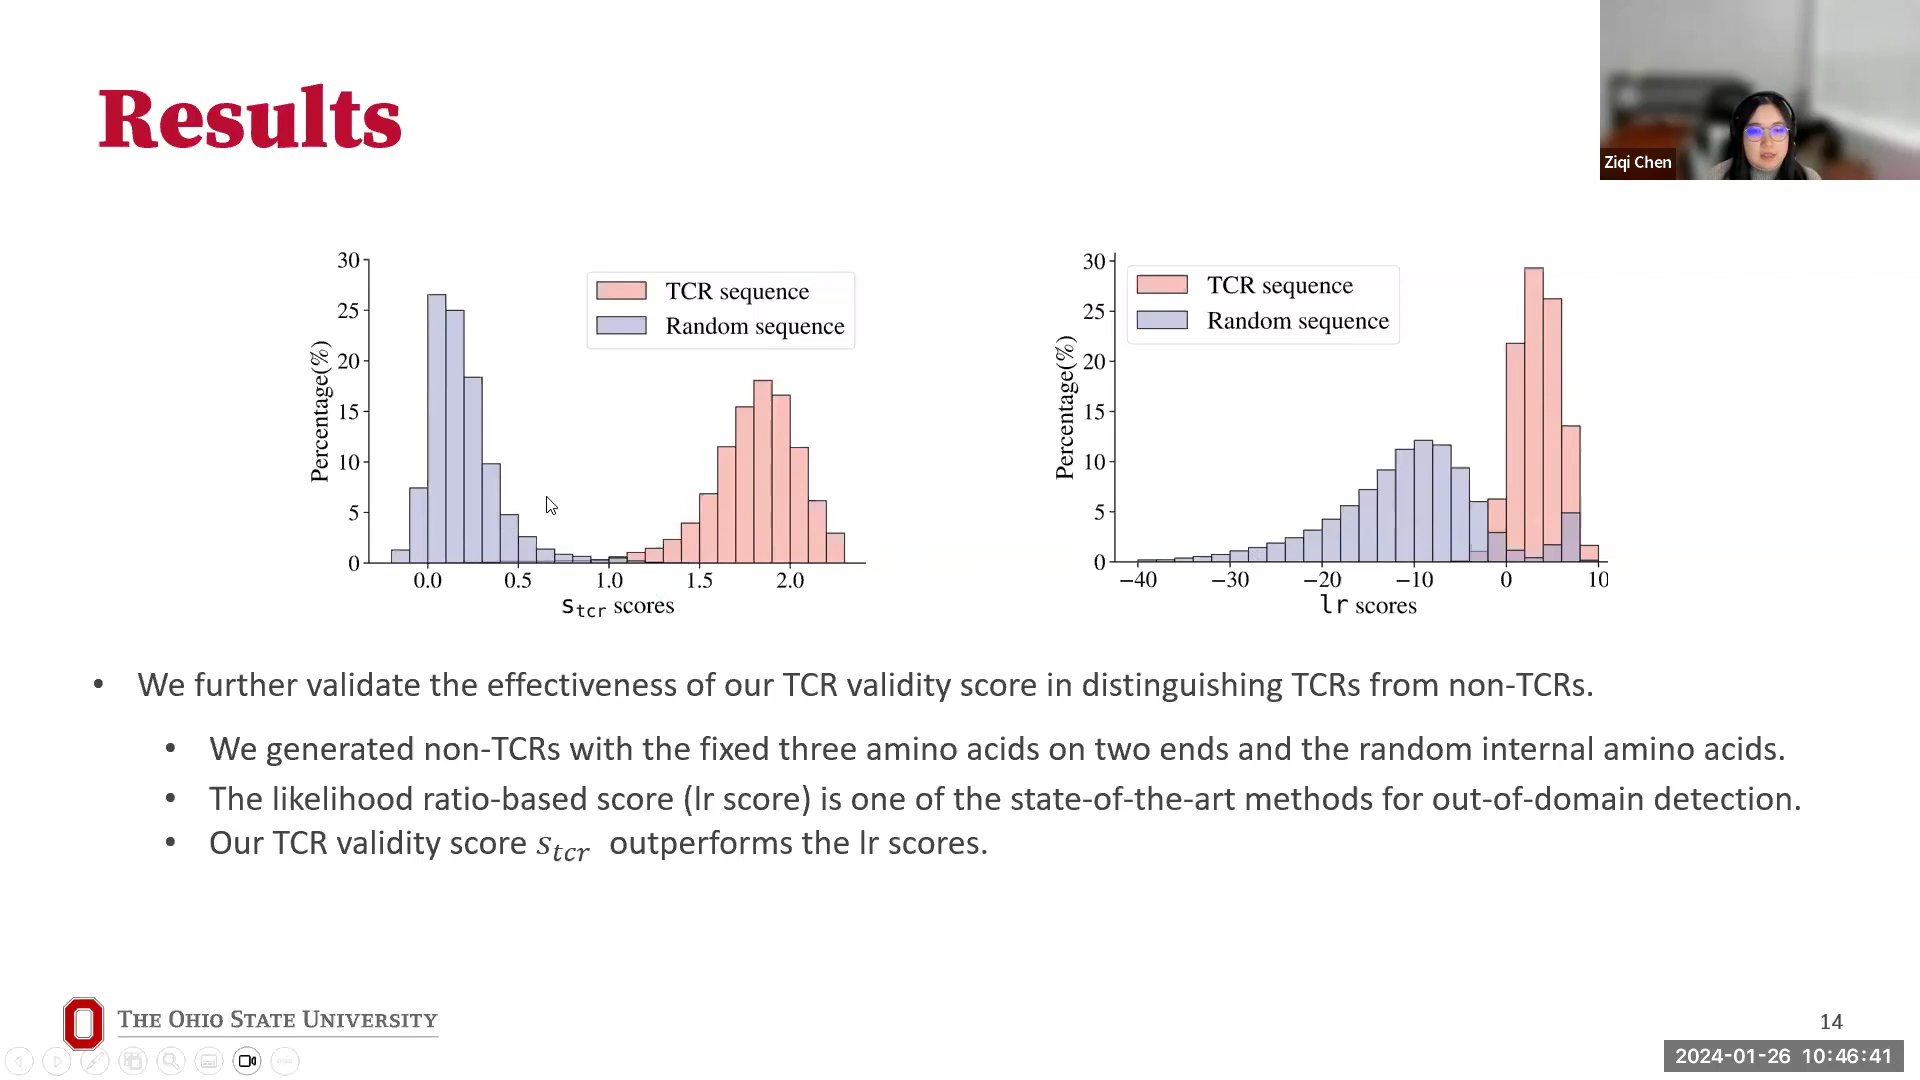 Results
Ziqi Chen
30
25
20
15
10
5
0
Percentage(%)
TCR sequence
Random sequence
0.0 0.5 1.0 1.5 2.0
stcr scores
30
25
20
15
10
5
0
Percentage(%)
TCR sequence
Random sequence
−40 −30 −20 −10 0 10
lr scores
• We further validate the effectiveness of our TCR validity score in distinguishing TCRs from non-TCRs.
• We generated non-TCRs with the fixed three amino acids on two ends and the random internal amino acids.
• The likelihood ratio-based score (lr score) is one of the state-of-the-art methods for out-of-domain detection.
• Our TCR validity score stcr outperforms the lr scores.
THE OHIO STATE UNIVERSITY
14
2024-01-26 10:46:41